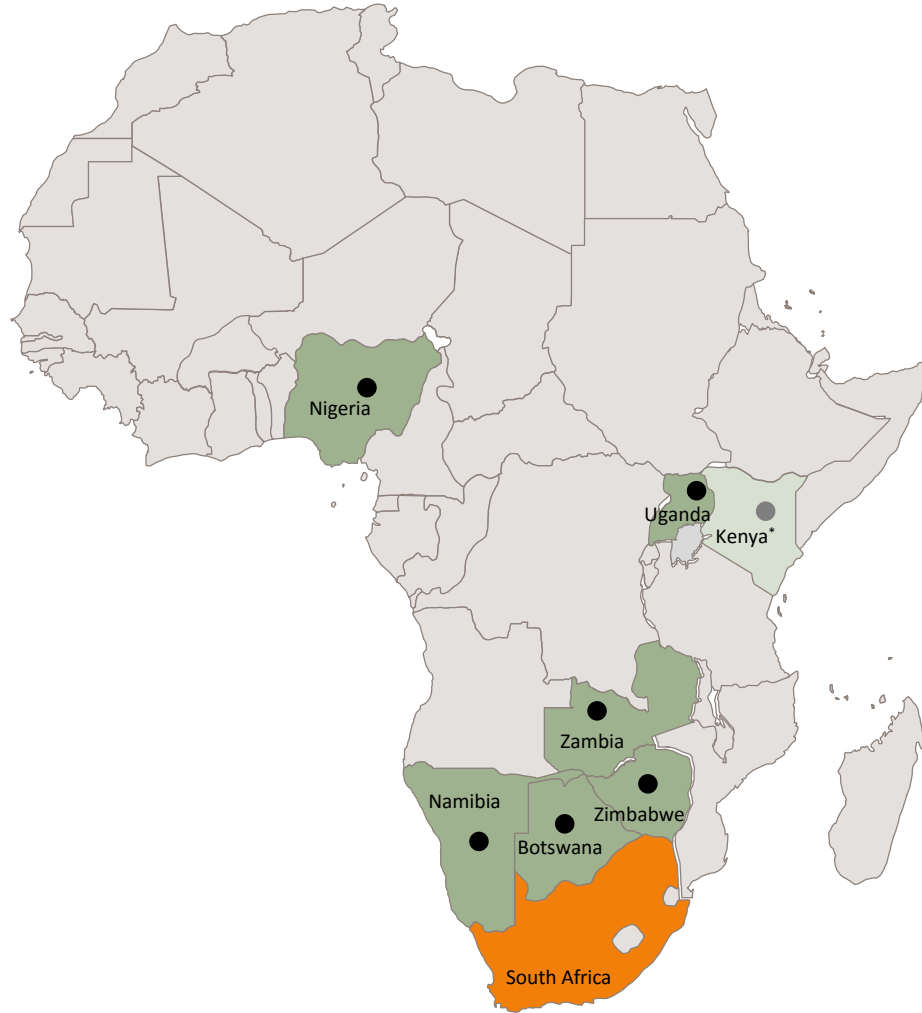 Nigeria
Uganda
Kenya*
Zambia
Namibia
Zimbabwe
Botswana
South Africa